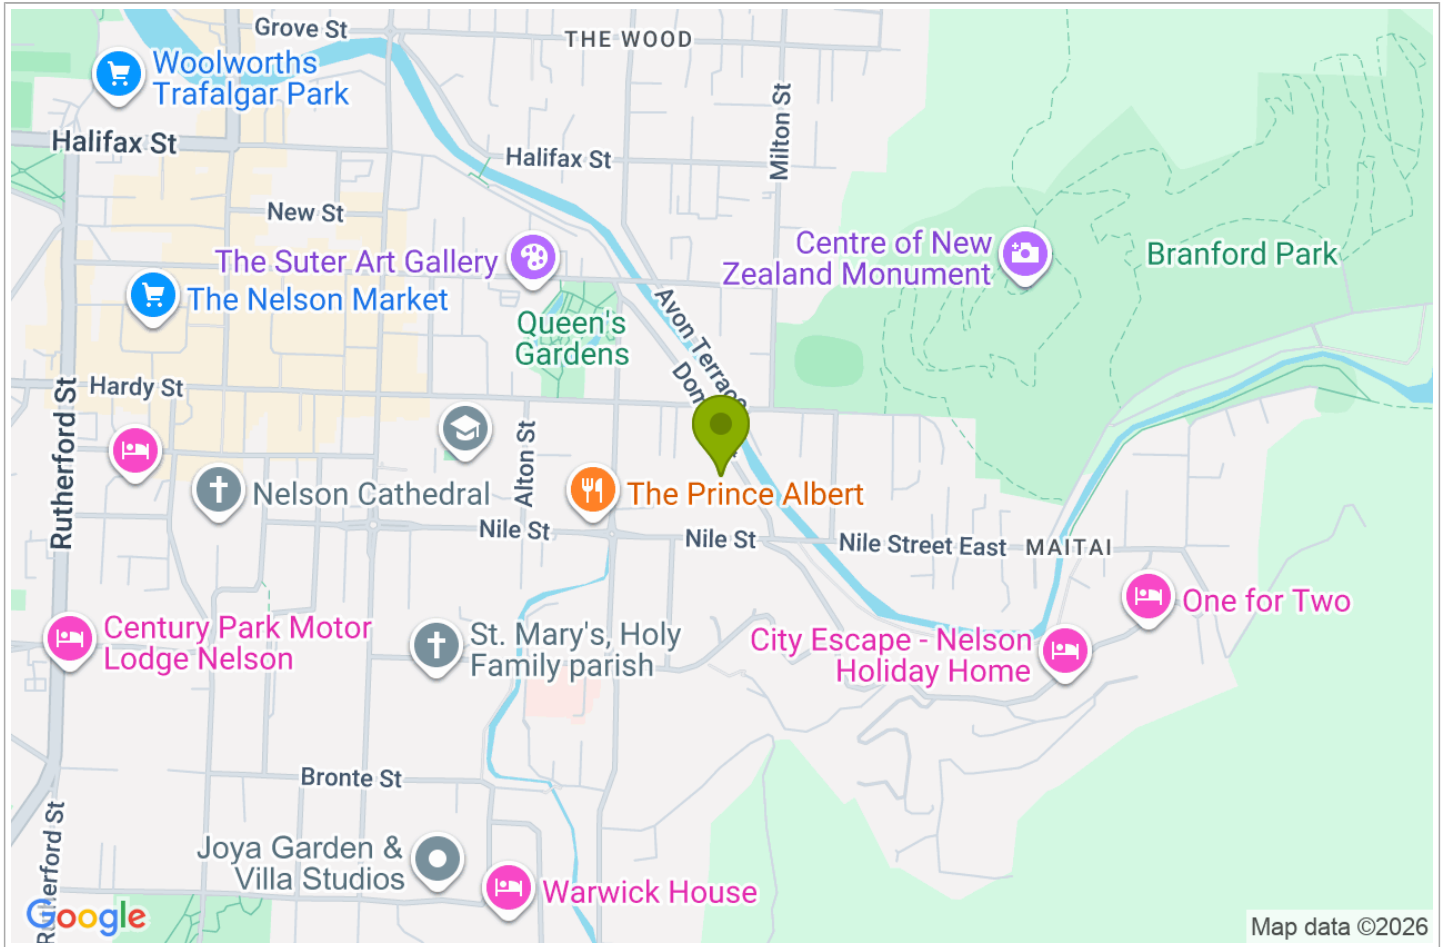 Grove St
THE WOOD
Woolworths
Trafalgar Park
Milton St
Halifax St
Halifax St
New St
Centre of New
Zealand Monument
Branford Park
The Suter Art Gallery
The Nelson Market
Avon Terrace
Queen's
Gardens
Hardy St
Rutherford St
Alton St
Nelson Cathedral
The Prince Albert
Nile St
Nile St
Nile Street East
MAITAI
One for Two
Century Park Motor
Lodge Nelson
St. Mary's, Holy
Family parish
City Escape - Nelson
Holiday Home
Bronte St
Rutherford St
Joya Garden &
Villa Studios
Warwick House
Google
Map data ©2026